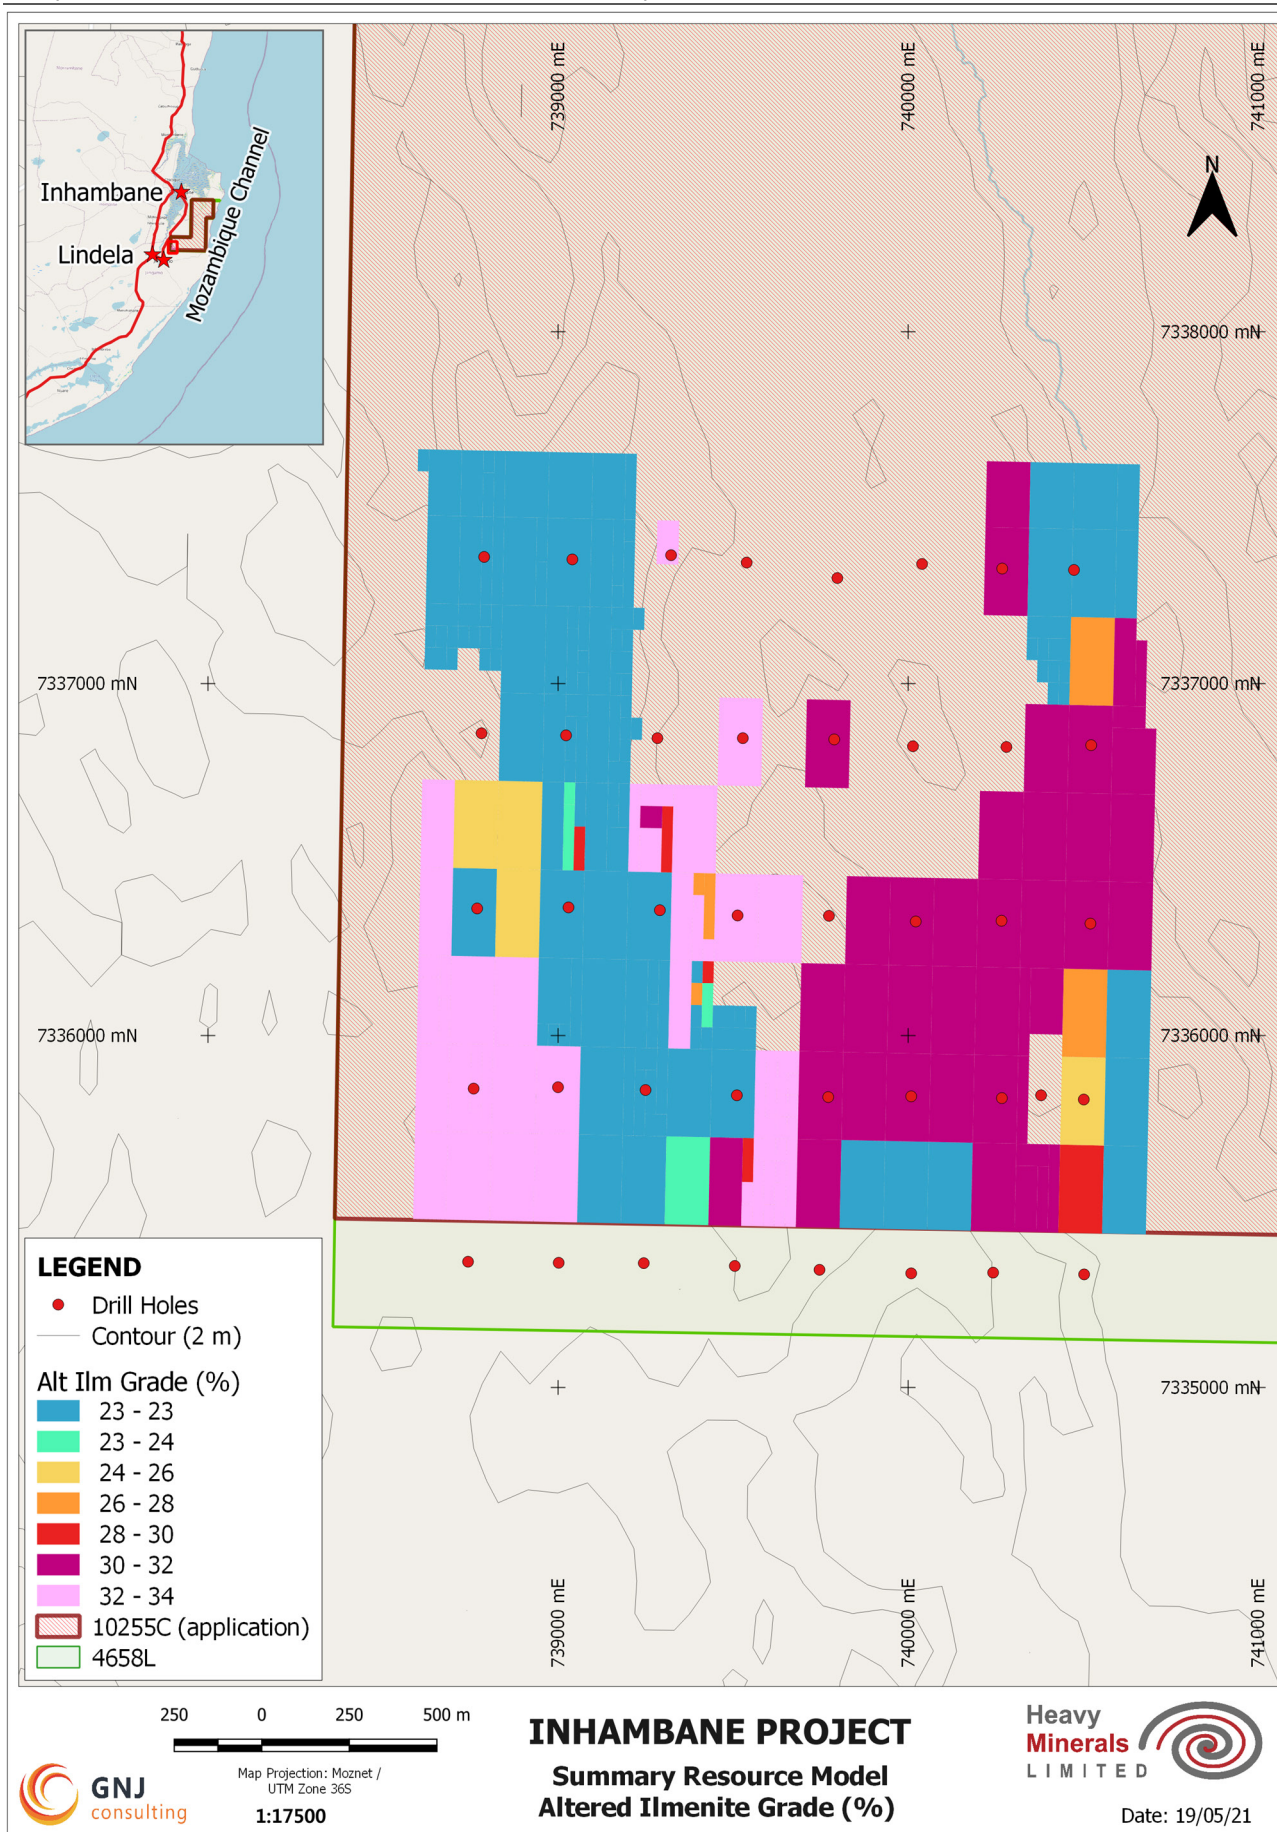 739000 mE
740000 mE
741000 mE
Inhambane
Lindela
Mozambique Channel
N
7338000 mN
7337000 mN
7337000 mN
7336000 mN
7336000 mN
7335000 mN
LEGEND
Drill Holes
Contour (2 m)
Alt Ilm Grade (%)
23 - 23
23 - 24
24 - 26
26 - 28
28 - 30
30 - 32
32 - 34
10255C (application)
4658L
739000 mE
740000 mE
741000 mE
250 0 250 500 m
Map Projection: Moznet /
UTM Zone 36S
1:17500
GNJ
consulting
INHAMBANE PROJECT
Summary Resource Model
Altered Ilmenite Grade (%)
Heavy
Minerals
LIMITED
Date: 19/05/21